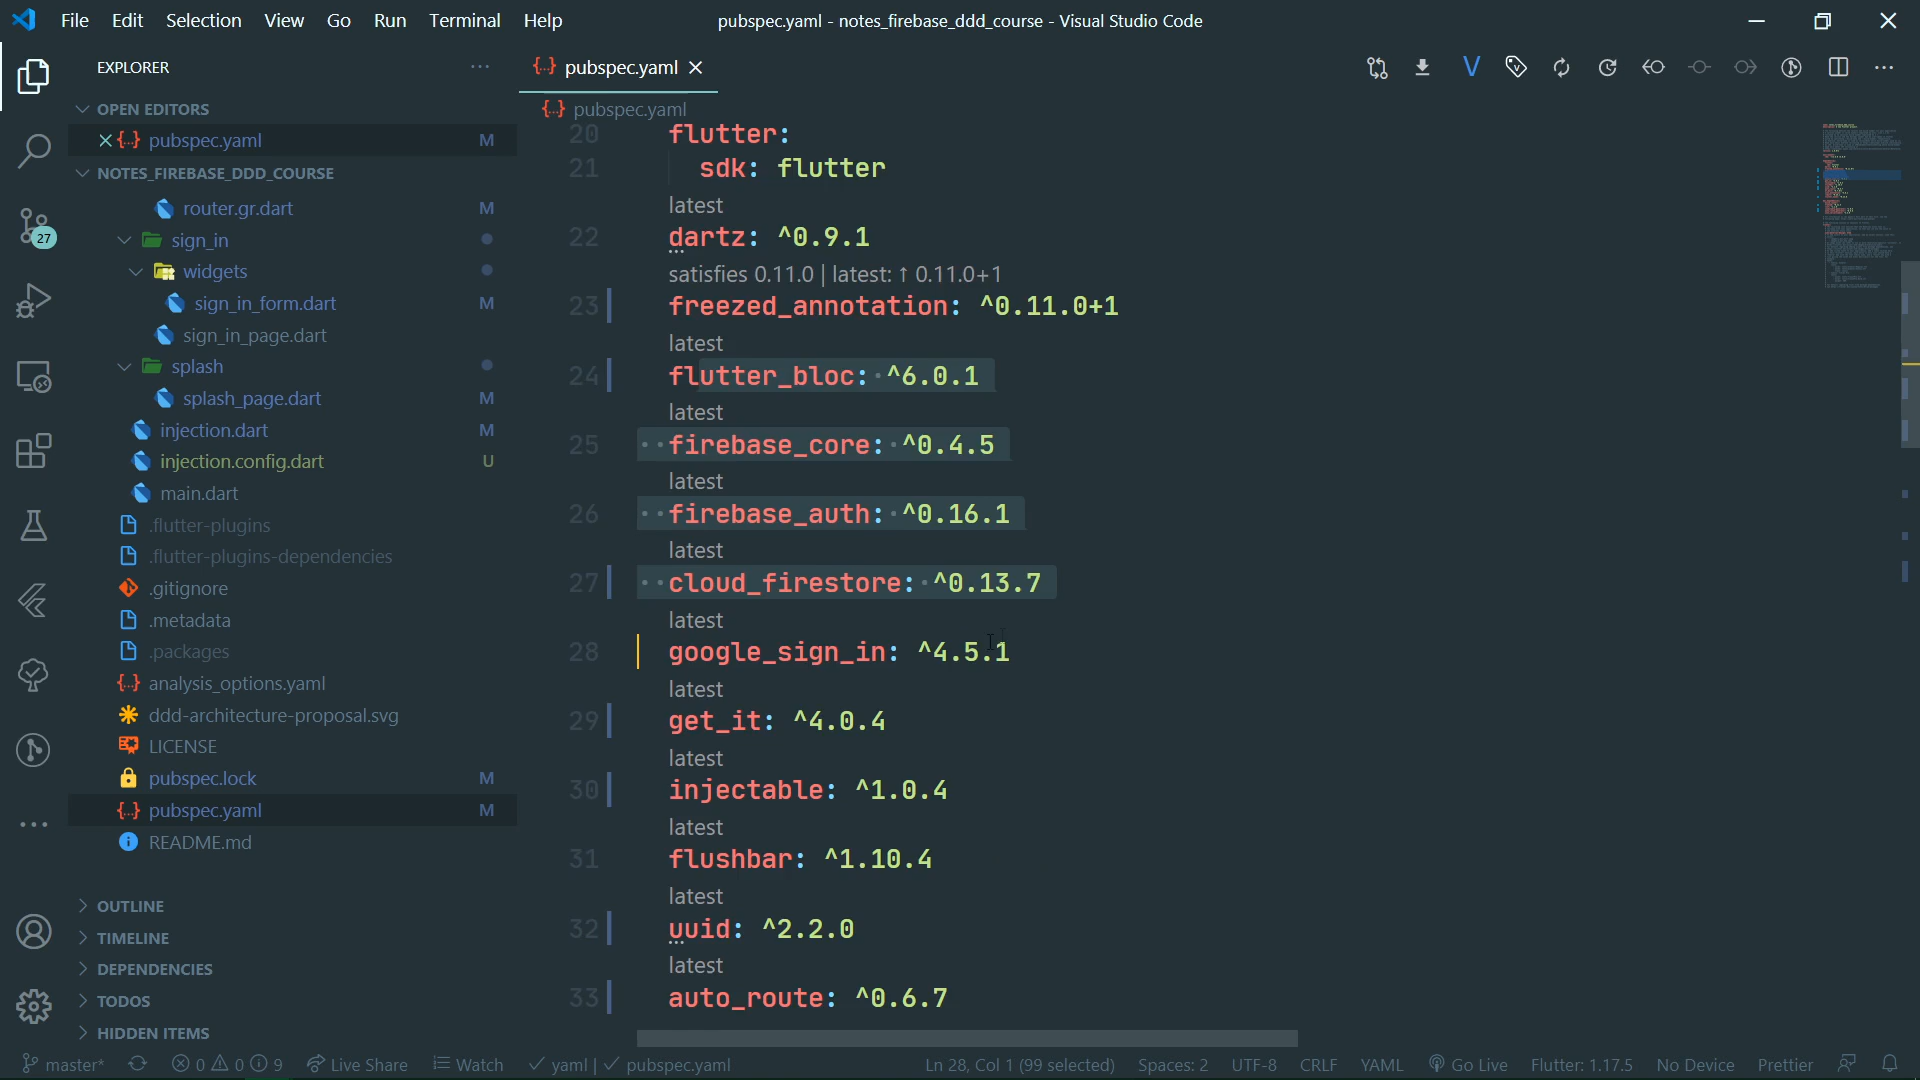 File Edit Selection View Go Run Terminal Help
pubspec.yaml - notes_firebase_ddd_course - Visual Studio Code
EXPLORER
OPEN EDITORS
pubspec.yaml M
NOTES_FIREBASE_DDD_COURSE
router.gr.dart M
sign_in
widgets
sign_in_form.dart M
sign_in_page.dart
splash
splash_page.dart M
injection.dart M
injection.config.dart U
main.dart
.flutter-plugins
.flutter-plugins-dependencies
.gitignore
.metadata
.packages
analysis_options.yaml
ddd-architecture-proposal.svg
LICENSE
pubspec.lock M
pubspec.yaml M
README.md
OUTLINE
TIMELINE
DEPENDENCIES
TODOS
HIDDEN ITEMS
27
pubspec.yaml
pubspec.yaml
20 flutter:
21 sdk: flutter
latest
22 dartz: ^0.9.1
satisfies 0.11.0 | latest: ↑ 0.11.0+1
23 freezed_annotation: ^0.11.0+1
latest
24 flutter_bloc: ^6.0.1
latest
25 firebase_core: ^0.4.5
latest
26 firebase_auth: ^0.16.1
latest
27 cloud_firestore: ^0.13.7
latest
28 google_sign_in: ^4.5.1
latest
29 get_it: ^4.0.4
latest
30 injectable: ^1.0.4
latest
31 flushbar: ^1.10.4
latest
32 uuid: ^2.2.0
latest
33 auto_route: ^0.6.7
master* 0 0 9 Live Share Watch yaml | pubspec.yaml Ln 28, Col 1 (99 selected) Spaces: 2 UTF-8 CRLF YAML Go Live Flutter: 1.17.5 No Device Prettier